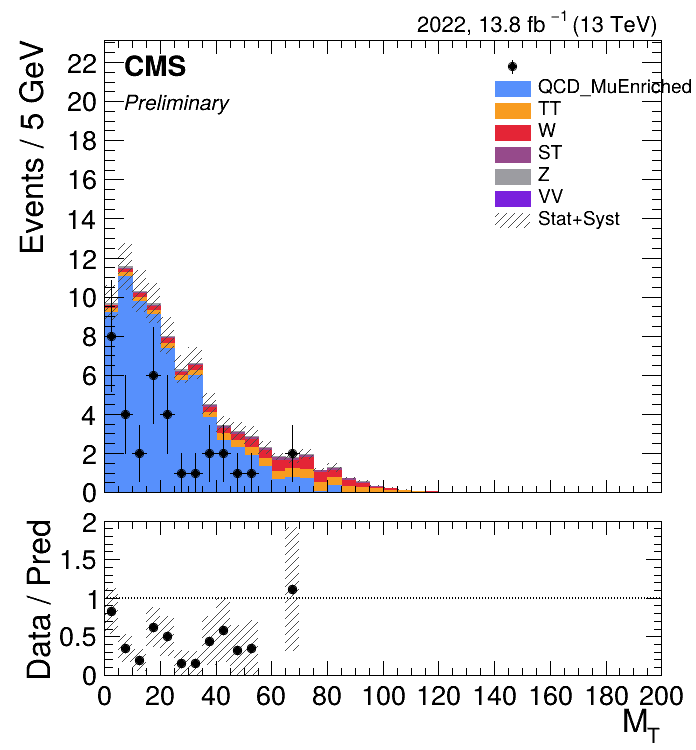 2022, 13.8 fb⁻¹ (13 TeV)
Events / 5 GeV
CMS
Preliminary
QCD_MuEnriched
TT
W
ST
Z
VV
Stat+Syst
22
20
18
16
14
12
10
8
6
4
2
0
Data / Pred
2
1.5
1
0.5
0
0 20 40 60 80 100 120 140 160 180 200
M_T